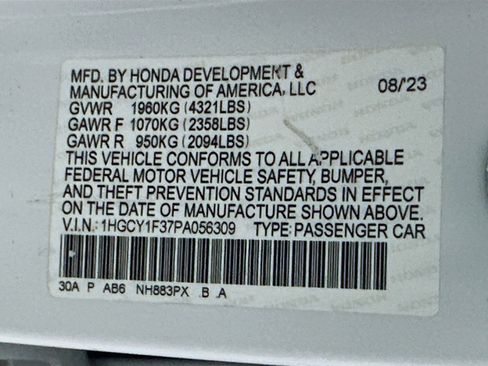 MFD. BY HONDA DEVELOPMENT &
MANUFACTURING OF AMERICA, LLC 08/'23
GVWR 1960KG (4321LBS)
GAWR F 1070KG (2358LBS)
GAWR R 950KG (2094LBS)
THIS VEHICLE CONFORMS TO ALL APPLICABLE
FEDERAL MOTOR VEHICLE SAFETY, BUMPER,
AND THEFT PREVENTION STANDARDS IN EFFECT
ON THE DATE OF MANUFACTURE SHOWN ABOVE.
V.I.N.: 1HGCY1F37PA056309 TYPE: PASSENGER CAR
30A P AB6 NH883PX B A